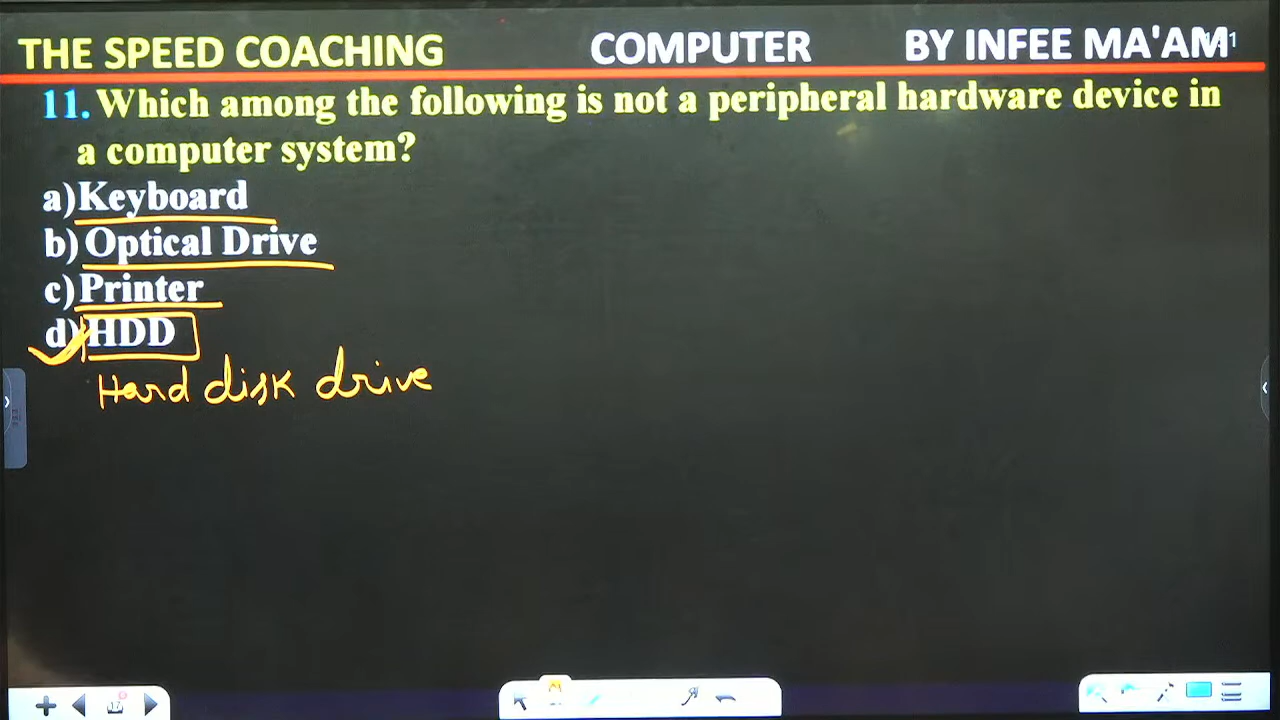 THE SPEED COACHING COMPUTER BY INFEE MA'AM
11. Which among the following is not a peripheral hardware device in
a computer system?
a) Keyboard
b) Optical Drive
c) Printer
d) HDD
Hard disk drive
17